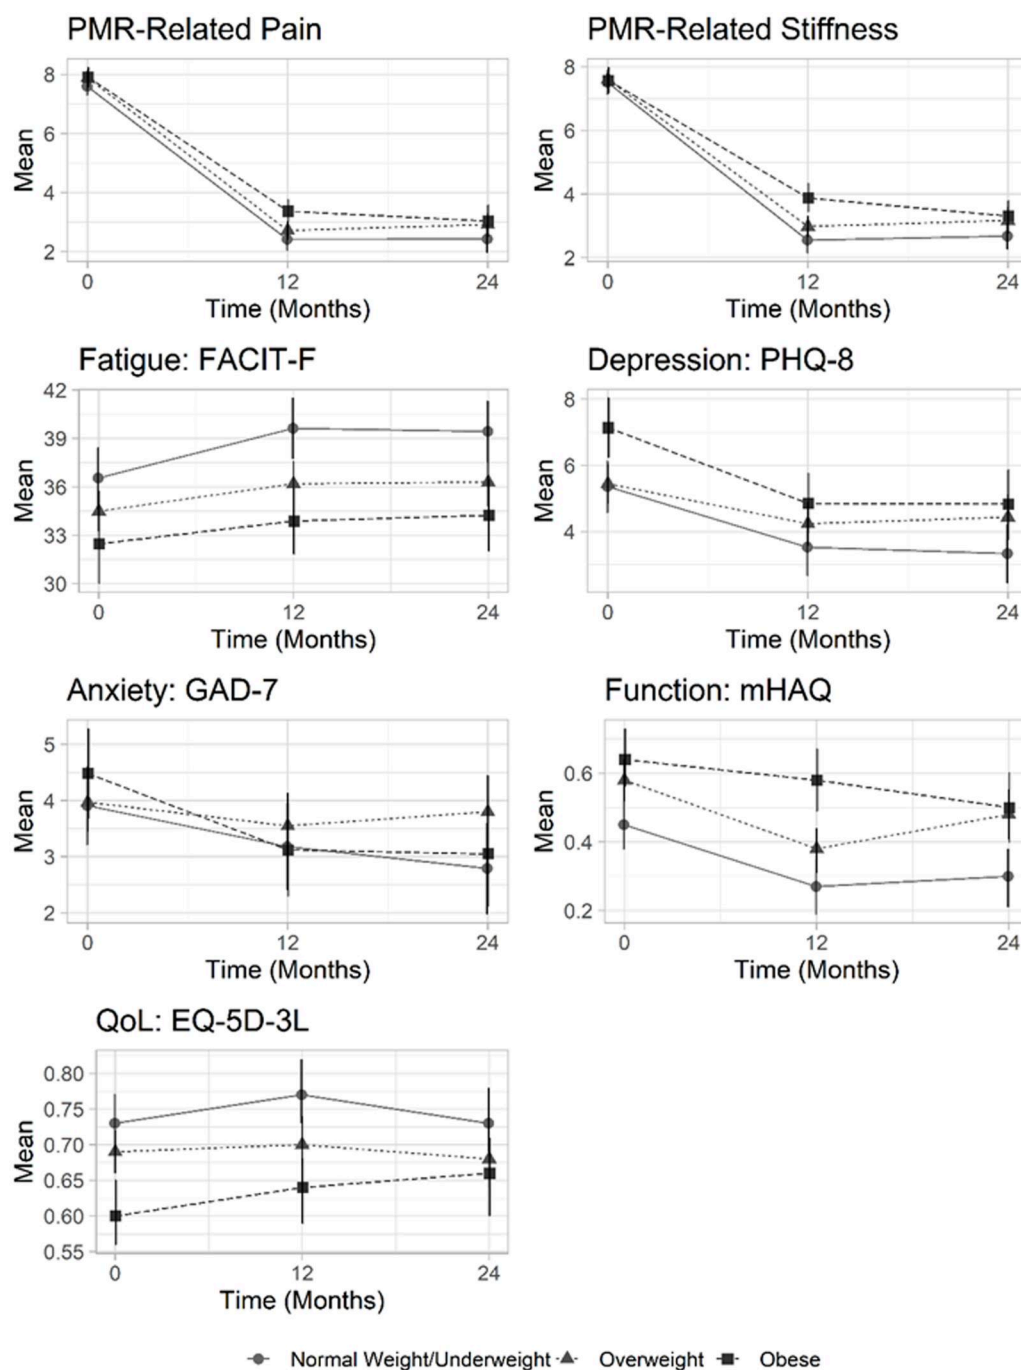 PMR-Related Pain
PMR-Related Stiffness
Mean
8
6
4
2
0
12
24
Time (Months)
Mean
8
6
4
2
0
12
24
Time (Months)
Fatigue: FACIT-F
Depression: PHQ-8
Mean
42
39
36
33
30
0
12
24
Time (Months)
Mean
8
6
4
0
12
24
Time (Months)
Anxiety: GAD-7
Function: mHAQ
Mean
5
4
3
2
0
12
24
Time (Months)
Mean
0.6
0.4
0.2
0
12
24
Time (Months)
QoL: EQ-5D-3L
Mean
0.80
0.75
0.70
0.65
0.60
0.55
0
12
24
Time (Months)
Normal Weight/Underweight
Overweight
Obese